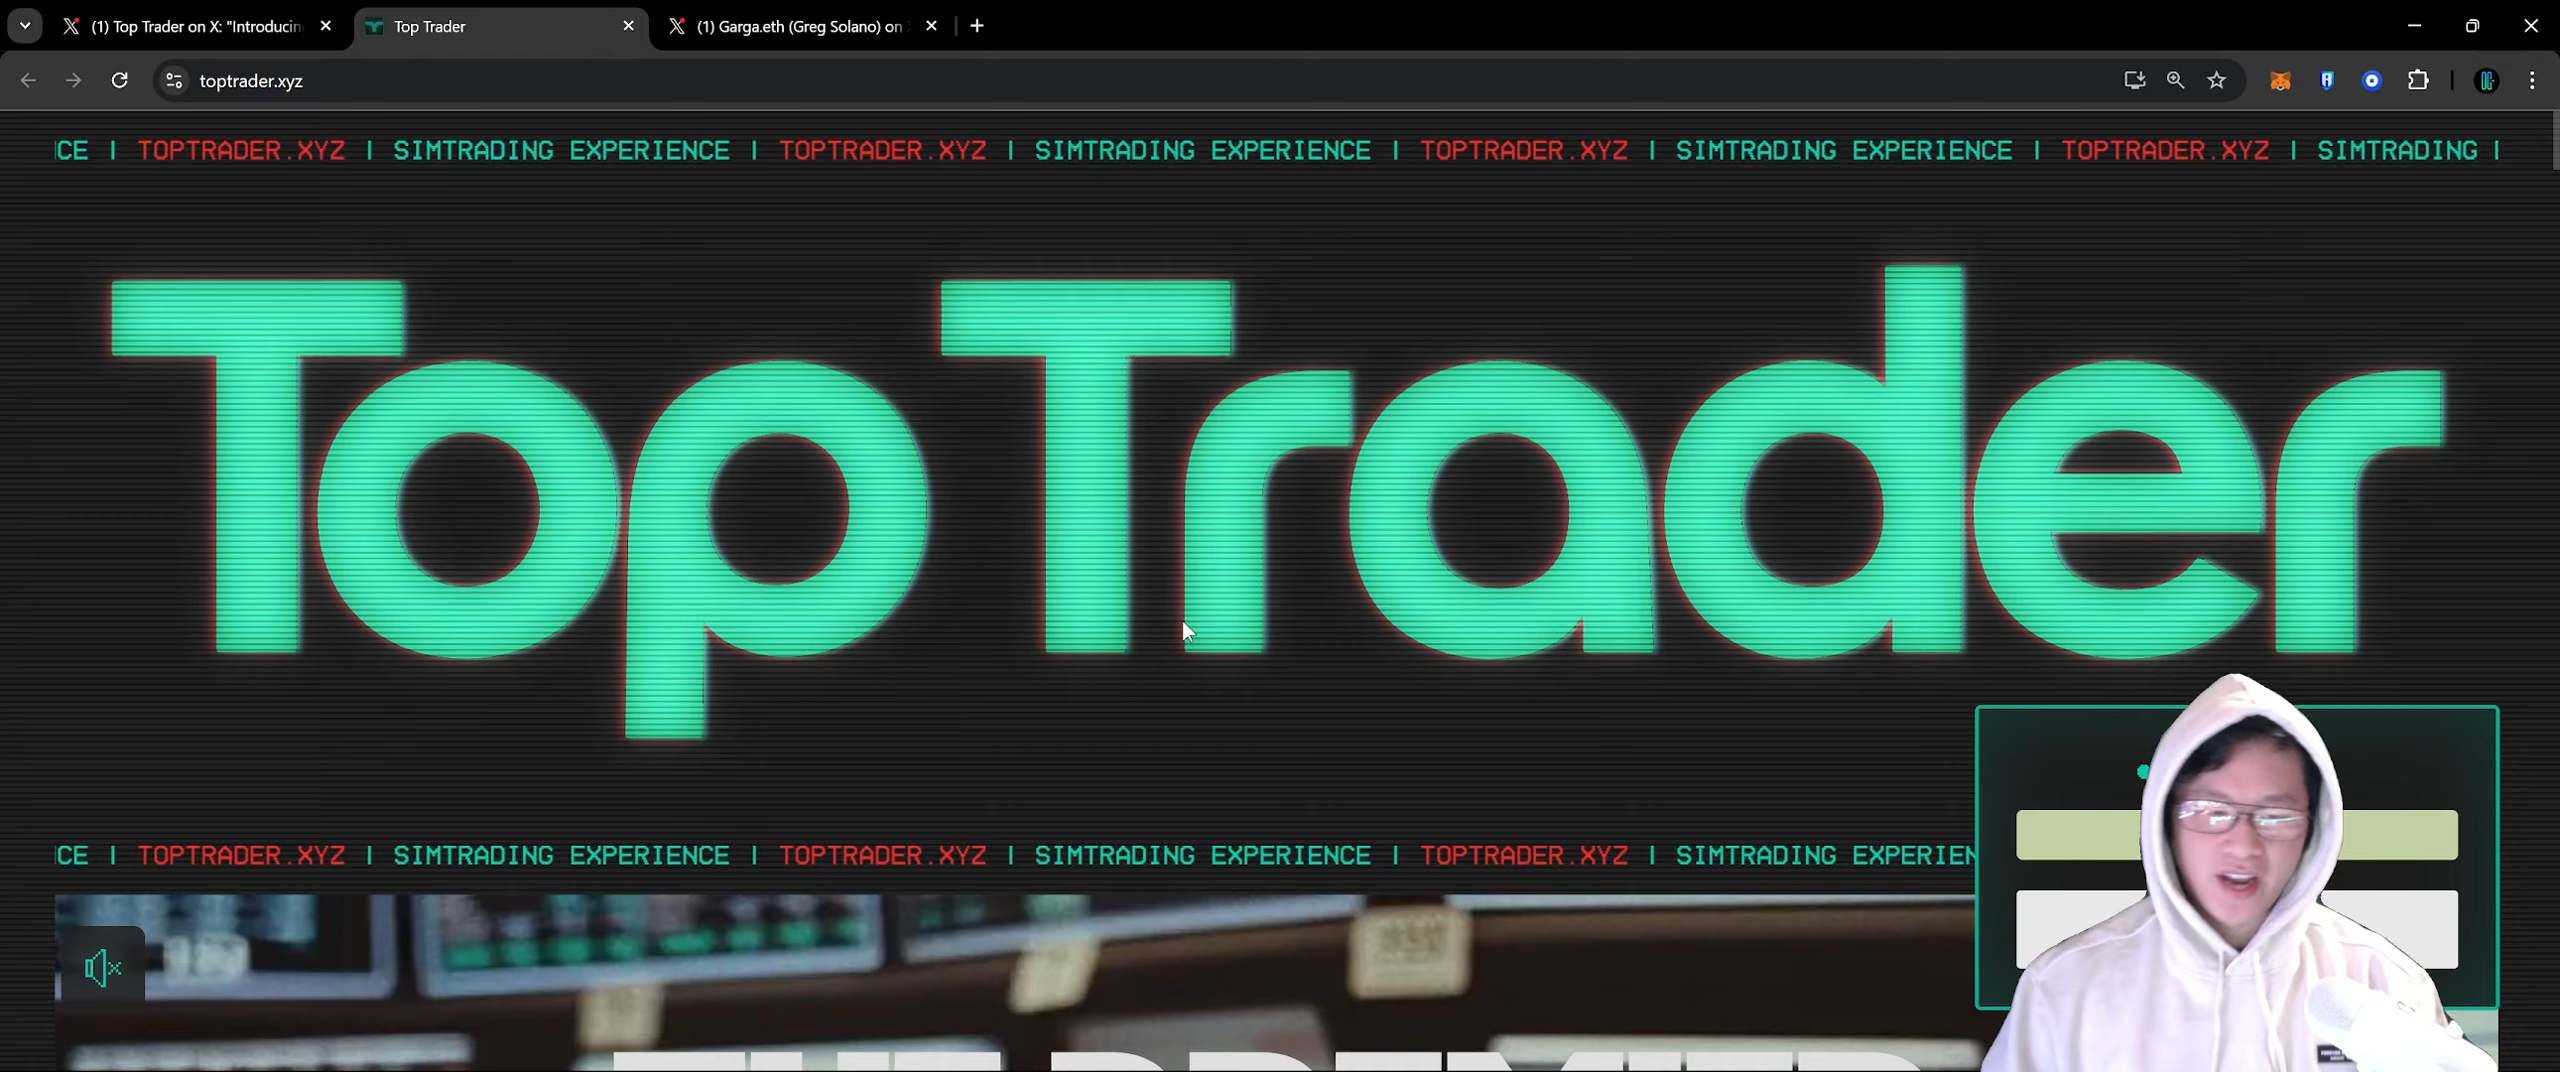 (1) Top Trader on X: "Introducin
Top Trader
(1) Garga.eth (Greg Solano) on
toptrader.xyz
CE | TOPTRADER.XYZ | SIMTRADING EXPERIENCE | TOPTRADER.XYZ | SIMTRADING EXPERIENCE | TOPTRADER.XYZ | SIMTRADING EXPERIENCE | TOPTRADER.XYZ | SIMTRADING |
Top Trader
CE | TOPTRADER.XYZ | SIMTRADING EXPERIENCE | TOPTRADER.XYZ | SIMTRADING EXPERIENCE | TOPTRADER.XYZ | SIMTRADING EXPERIEN